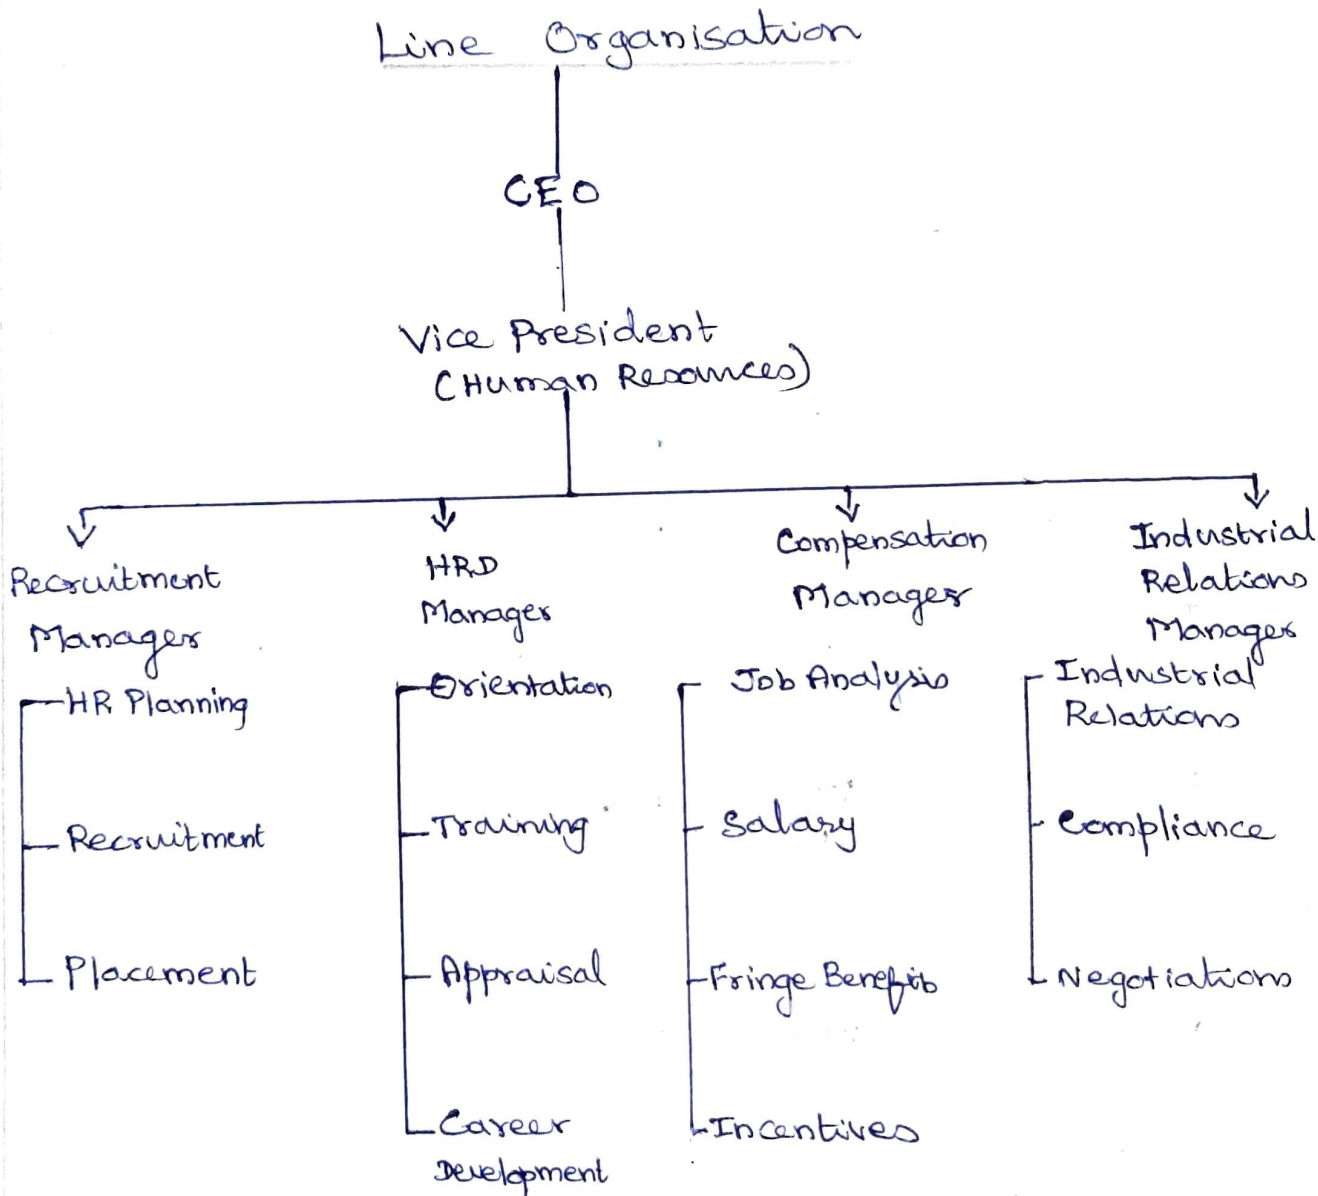 Line Organisation
CEO
Vice President
(Human Resources)
Recruitment
Manager
HR Planning
Recruitment
Placement
HRD
Manager
Orientation
Training
Appraisal
Career
Development
Compensation
Manager
Job Analysis
Salary
Fringe Benefits
Incentives
Industrial
Relations
Manager
Industrial
Relations
Compliance
Negotiations